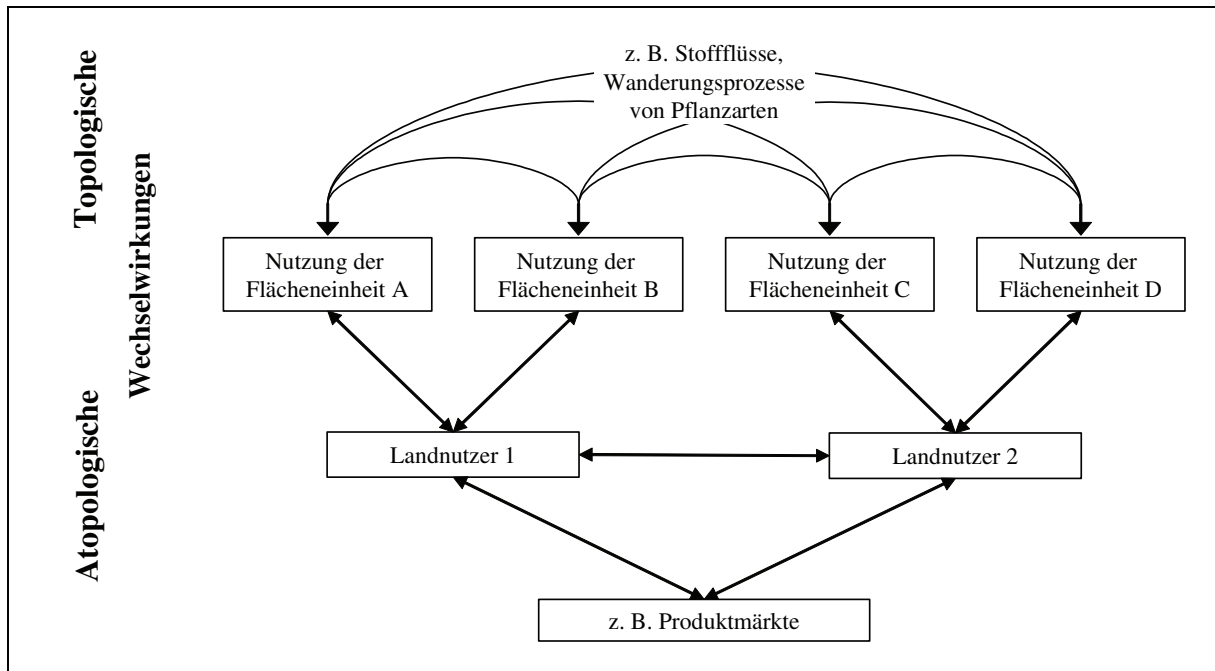 Topologische
Wechselwirkungen
Atopologische
z. B. Stoffflüsse,
Wanderungsprozesse
von Pflanzarten
Nutzung der
Flächeneinheit A
Nutzung der
Flächeneinheit B
Nutzung der
Flächeneinheit C
Nutzung der
Flächeneinheit D
Landnutzer 1
Landnutzer 2
z. B. Produktmärkte